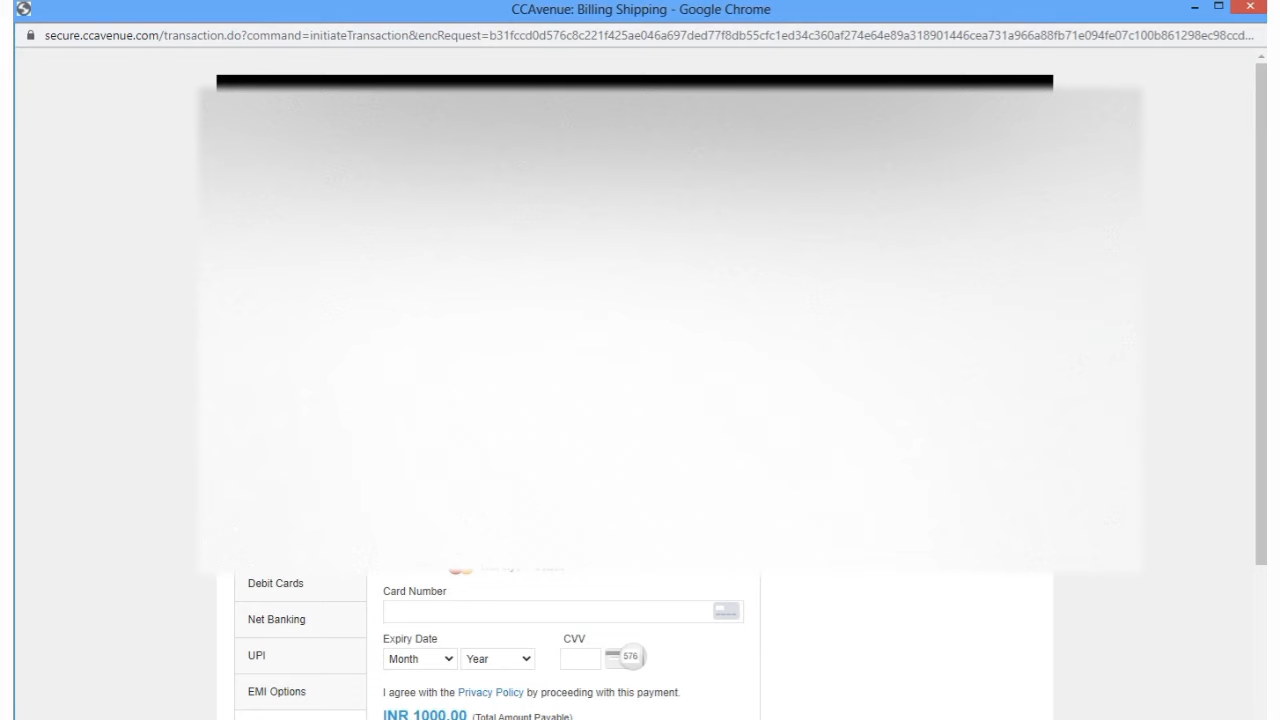 CCAvenue: Billing Shipping - Google Chrome
secure.ccavenue.com/transaction.do?command=initiateTransaction&encRequest=b31fccd0d576c8c221f425ae046a697ded77f8db55cfc1ed34c360af274e64e89a318901446cea731a966a88fb71e094fe07c100b861298ec98ccd...
Debit Cards
Card Number
Net Banking
Expiry Date
CVV
Month
Year
576
UPI
I agree with the Privacy Policy by proceeding with this payment.
EMI Options
INR 1000.00 (Total Amount Payable)